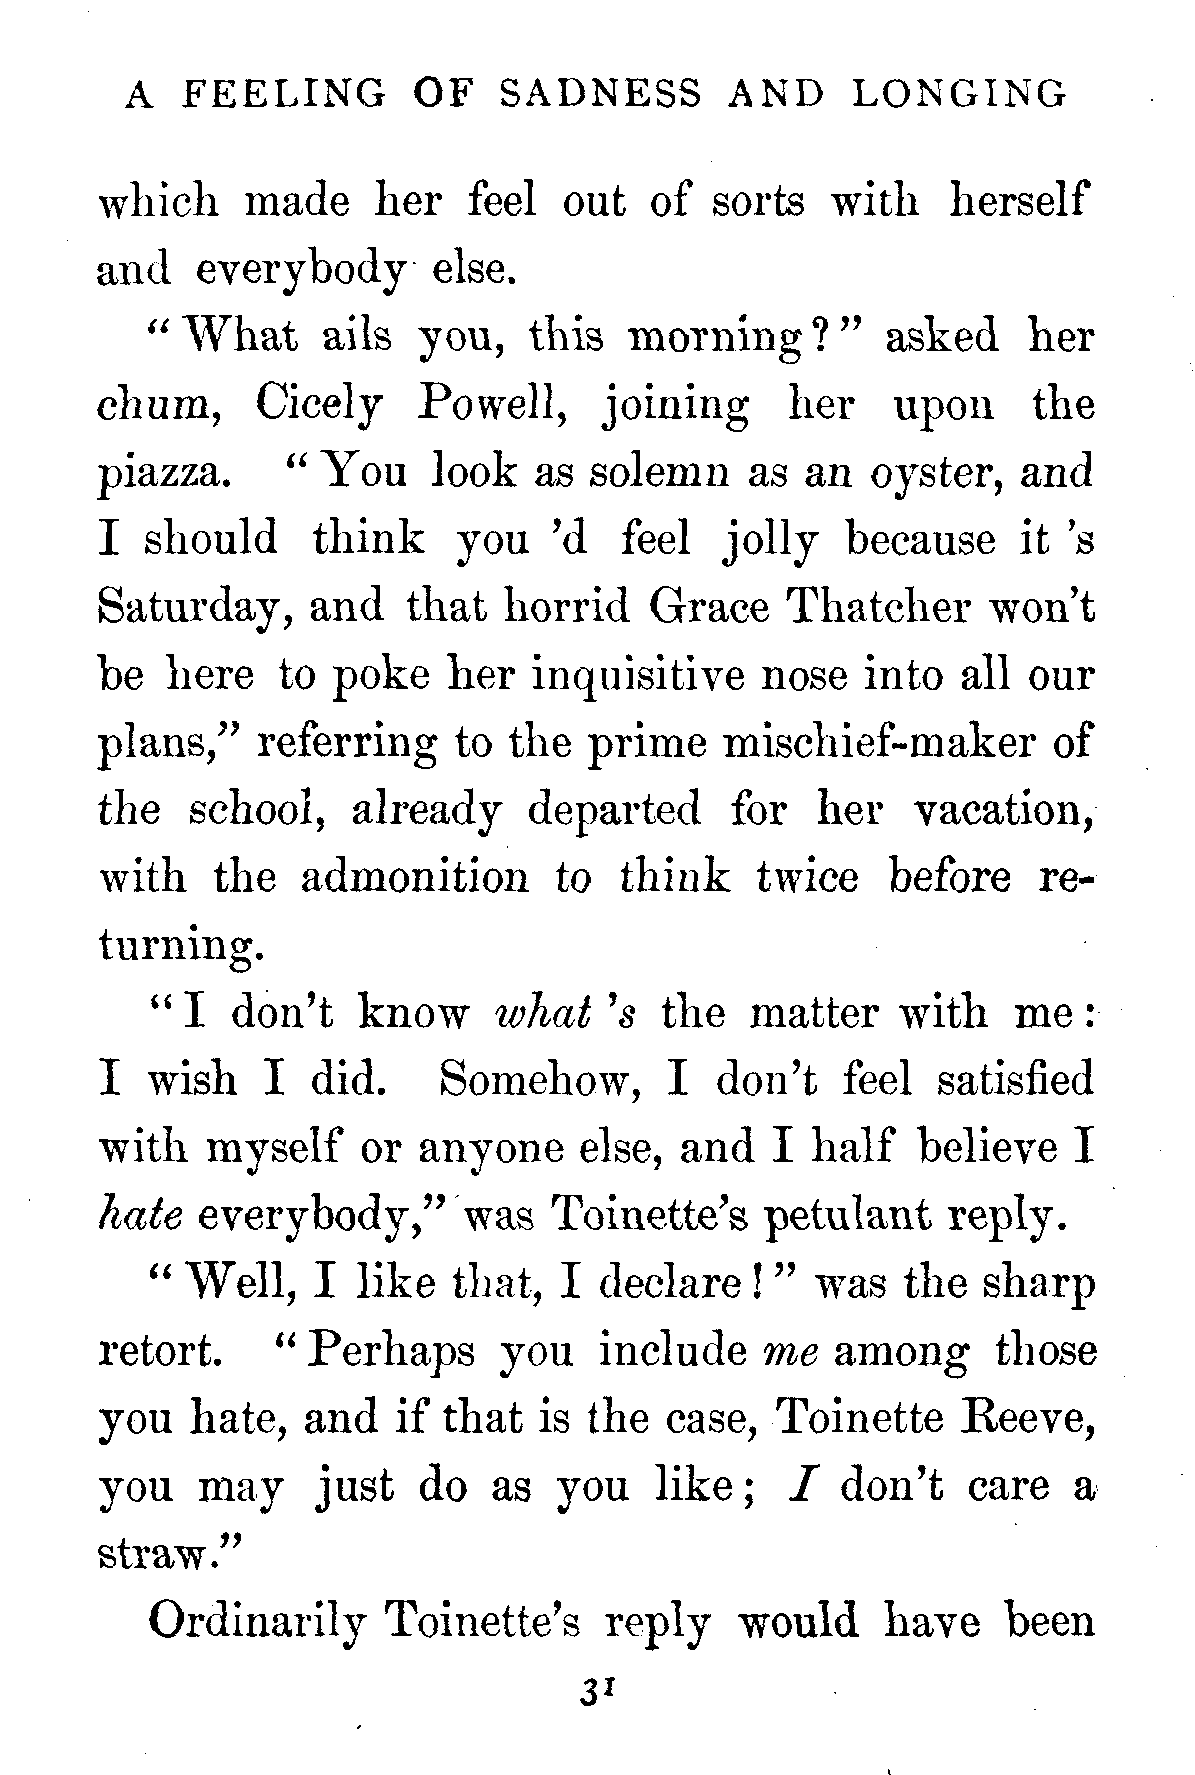 A FEELING OF SADNESS AND LONGING
which made her feel out of sorts with herself
and everybody else.
“ What ails you, this morning ? ” asked her
chum, Cicely Powell, joining her upon the
piazza. “ You look as solemn as an oyster, and
I should think you ’d feel jolly because it ’s
Saturday, and that horrid Grace Thatcher won’t
be here to poke her inquisitive nose into all our
plans,” referring to the prime mischief-maker of
the school, already departed for her vacation,
with the admonition to think twice before re-
turning.
“ I don’t know what ’s the matter with me :
I wish I did. Somehow, I don’t feel satisfied
with myself or anyone else, and I half believe I
hate everybody,” was Toinette’s petulant reply.
“ Well, I like that, I declare ! ” was the sharp
retort. “ Perhaps you include me among those
you hate, and if that is the case, Toinette Reeve,
you may just do as you like ; I don’t care a
straw.”
Ordinarily Toinette’s reply would have been
31